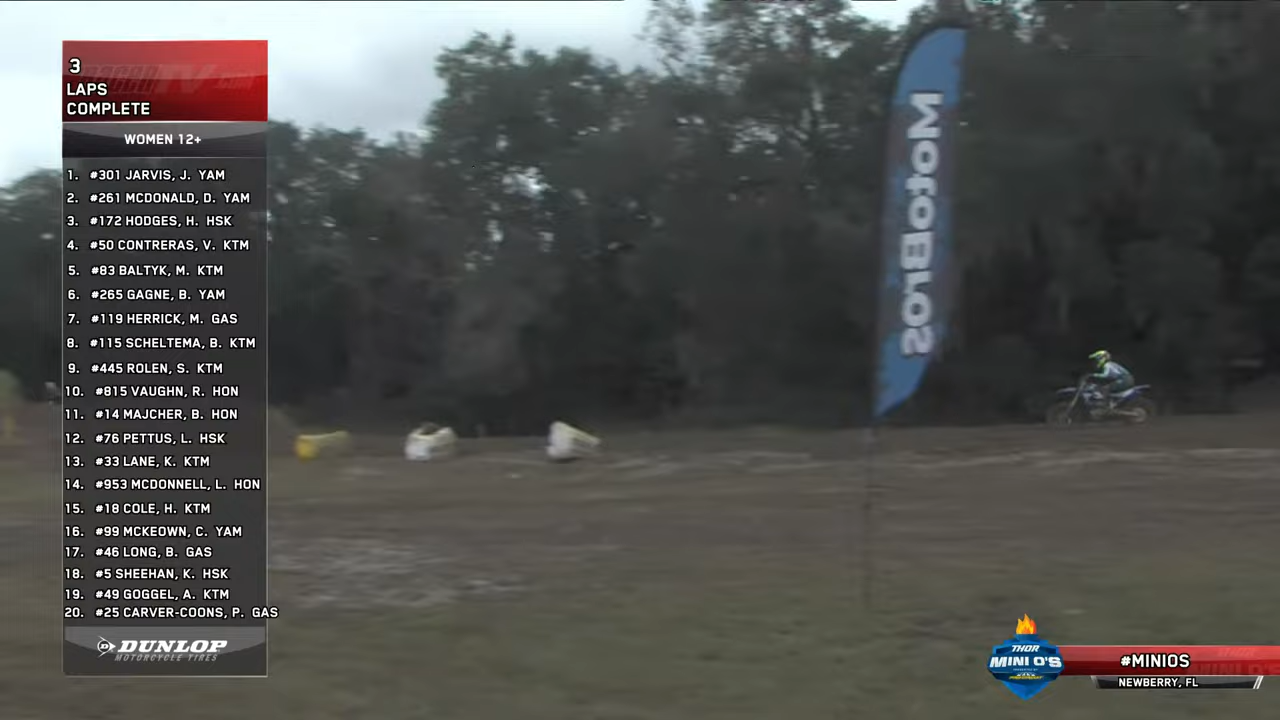 3
LAPS
COMPLETE
WOMEN 12+
1. #301 JARVIS, J. YAM
2. #261 MCDONALD, D. YAM
3. #172 HODGES, H. HSK
4. #50 CONTRERAS, V. KTM
5. #83 BALTYK, M. KTM
6. #265 GAGNE, B. YAM
7. #119 HERRICK, M. GAS
8. #115 SCHELTEMA, B. KTM
9. #445 ROLEN, S. KTM
10. #815 VAUGHN, R. HON
11. #14 MAJCHER, B. HON
12. #76 PETTUS, L. HSK
13. #33 LANE, K. KTM
14. #953 MCDONNELL, L. HON
15. #18 COLE, H. KTM
16. #99 MCKEOWN, C. YAM
17. #46 LONG, B. GAS
18. #5 SHEEHAN, K. HSK
19. #49 GOGGEL, A. KTM
20. #25 CARVER-COONS, P. GAS
DUNLOP
MOTORCYCLE TIRES
MotoBros
THOR
MINI O'S
#MINIOS
NEWBERRY, FL